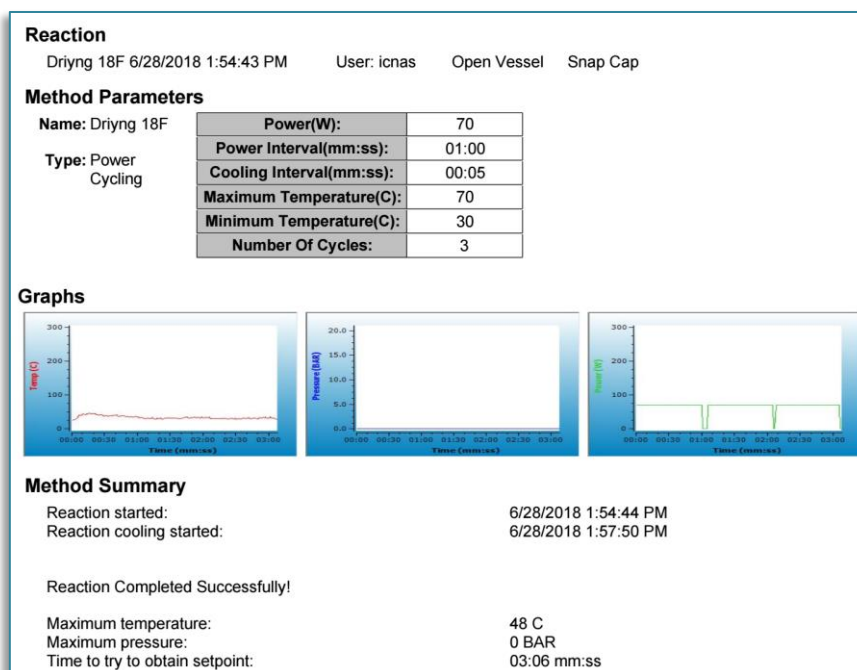 Reaction
Driyng 18F 6/28/2018 1:54:43 PM User: icnas Open Vessel Snap Cap
Method Parameters
Name: Driyng 18F
Type: Power
Cycling
Power(W): 70
Power Interval(mm:ss): 01:00
Cooling Interval(mm:ss): 00:05
Maximum Temperature(C): 70
Minimum Temperature(C): 30
Number Of Cycles: 3
Graphs
300
200
100
0
Temp (C)
00:00 00:30 01:00 01:30 02:00 02:30 03:00
Time (mm:ss)
20.0
15.0
10.0
5.0
0.0
Pressure (BAR)
00:00 00:30 01:00 01:30 02:00 02:30 03:00
Time (mm:ss)
300
200
100
0
Power (W)
00:00 00:30 01:00 01:30 02:00 02:30 03:00
Time (mm:ss)
Method Summary
Reaction started: 6/28/2018 1:54:44 PM
Reaction cooling started: 6/28/2018 1:57:50 PM
Reaction Completed Successfully!
Maximum temperature: 48 C
Maximum pressure: 0 BAR
Time to try to obtain setpoint: 03:06 mm:ss